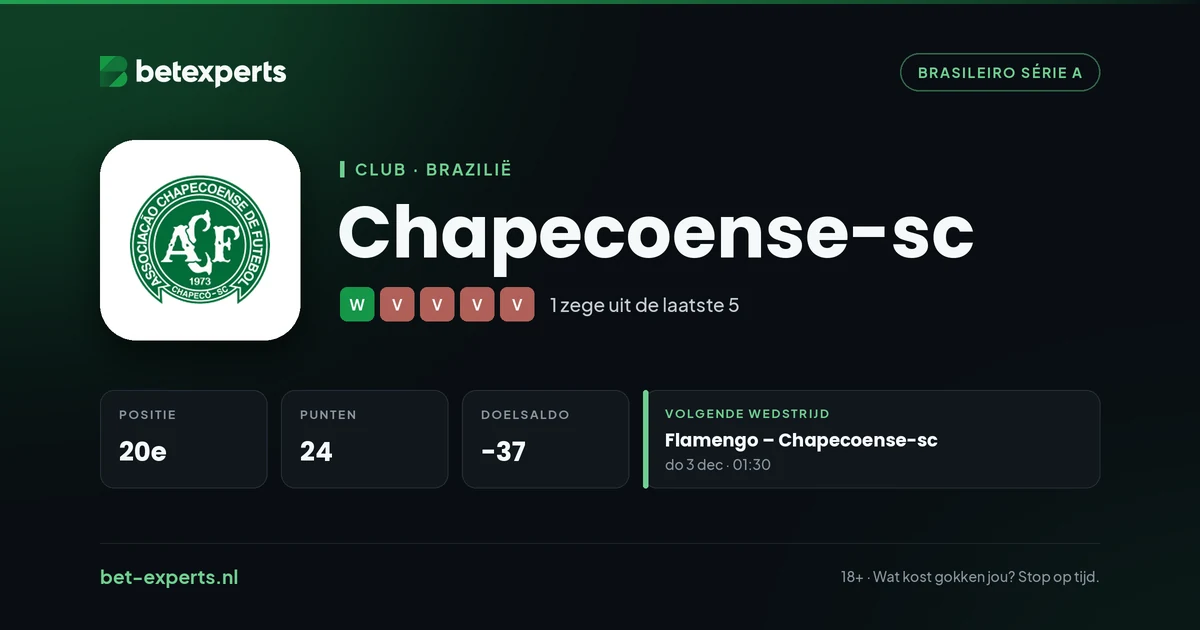 betexperts
BRASILEIRO SÉRIE A
ASSOCIAÇÃO CHAPECOENSE DE FUTEBOL
ACF
1973
CHAPECÓ-SC
CLUB · BRAZILIË
Chapecoense-sc
W V V V V 1 zege uit de laatste 5
POSITIE
20e
PUNTEN
24
DOELSALDO
-37
VOLGENDE WEDSTRIJD
Flamengo – Chapecoense-sc
do 3 dec · 01:30
bet-experts.nl
18+ · Wat kost gokken jou? Stop op tijd.